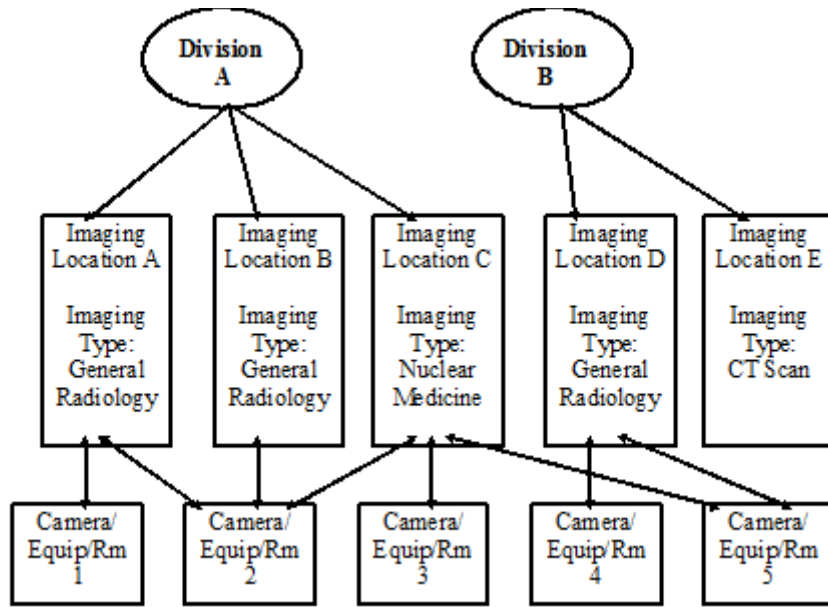 Division
A
Division
B
Imaging
Location A
Imaging
Type:
General
Radiology
Imaging
Location B
Imaging
Type:
General
Radiology
Imaging
Location C
Imaging
Type:
Nuclear
Medicine
Imaging
Location D
Imaging
Type:
General
Radiology
Imaging
Location E
Imaging
Type:
CT Scan
Camera/
Equip/Rm
1
Camera/
Equip/Rm
2
Camera/
Equip/Rm
3
Camera/
Equip/Rm
4
Camera/
Equip/Rm
5